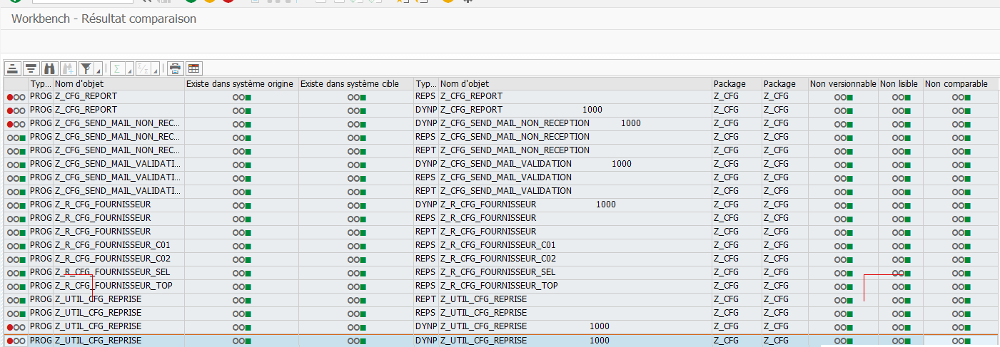 Workbench - Résultat comparaison
Typ... Nom d'objet Existe dans système origine Existe dans système cible Typ... Nom d'objet Package Package Non versionnable Non lisible Non comparable
PROG Z_CFG_REPORT REPS Z_CFG_REPORT Z_CFG Z_CFG
PROG Z_CFG_REPORT DYNP Z_CFG_REPORT 1000 Z_CFG Z_CFG
PROG Z_CFG_SEND_MAIL_NON_REC... DYNP Z_CFG_SEND_MAIL_NON_RECEPTION 1000 Z_CFG Z_CFG
PROG Z_CFG_SEND_MAIL_NON_REC... REPS Z_CFG_SEND_MAIL_NON_RECEPTION Z_CFG Z_CFG
PROG Z_CFG_SEND_MAIL_NON_REC... REPT Z_CFG_SEND_MAIL_NON_RECEPTION Z_CFG Z_CFG
PROG Z_CFG_SEND_MAIL_VALIDATI... DYNP Z_CFG_SEND_MAIL_VALIDATION 1000 Z_CFG Z_CFG
PROG Z_CFG_SEND_MAIL_VALIDATI... REPS Z_CFG_SEND_MAIL_VALIDATION Z_CFG Z_CFG
PROG Z_CFG_SEND_MAIL_VALIDATI... REPT Z_CFG_SEND_MAIL_VALIDATION Z_CFG Z_CFG
PROG Z_R_CFG_FOURNISSEUR DYNP Z_R_CFG_FOURNISSEUR 1000 Z_CFG Z_CFG
PROG Z_R_CFG_FOURNISSEUR REPS Z_R_CFG_FOURNISSEUR Z_CFG Z_CFG
PROG Z_R_CFG_FOURNISSEUR REPT Z_R_CFG_FOURNISSEUR Z_CFG Z_CFG
PROG Z_R_CFG_FOURNISSEUR_C01 REPS Z_R_CFG_FOURNISSEUR_C01 Z_CFG Z_CFG
PROG Z_R_CFG_FOURNISSEUR_C02 REPS Z_R_CFG_FOURNISSEUR_C02 Z_CFG Z_CFG
PROG Z_R_CFG_FOURNISSEUR_SEL REPS Z_R_CFG_FOURNISSEUR_SEL Z_CFG Z_CFG
PROG Z_R_CFG_FOURNISSEUR_TOP REPS Z_R_CFG_FOURNISSEUR_TOP Z_CFG Z_CFG
PROG Z_UTIL_CFG_REPRISE REPT Z_UTIL_CFG_REPRISE Z_CFG Z_CFG
PROG Z_UTIL_CFG_REPRISE REPS Z_UTIL_CFG_REPRISE Z_CFG Z_CFG
PROG Z_UTIL_CFG_REPRISE DYNP Z_UTIL_CFG_REPRISE 1000 Z_CFG Z_CFG
PROG Z_UTIL_CFG_REPRISE DYNP Z_UTIL_CFG_REPRISE 1000 Z_CFG Z_CFG